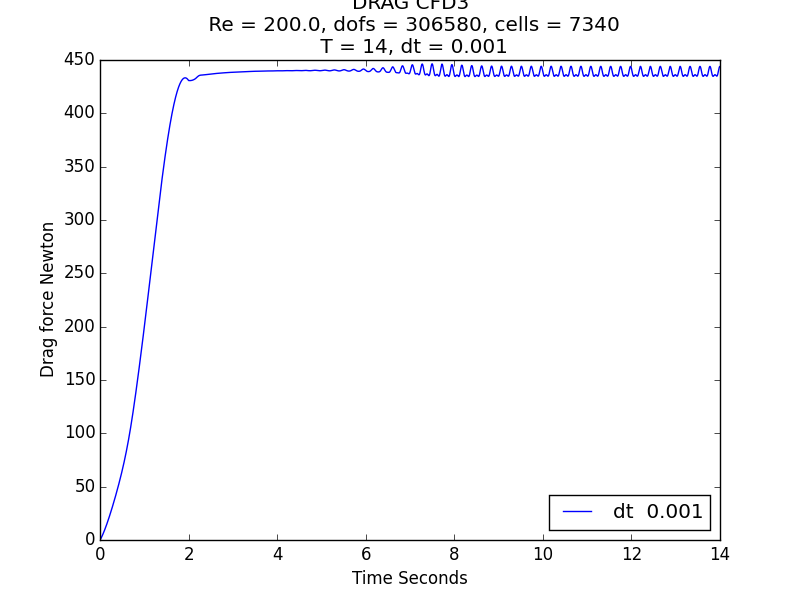 DRAG CFD3
Re = 200.0, dofs = 306580, cells = 7340
T = 14, dt = 0.001
450
400
350
300
250
200
150
100
50
0
Drag force Newton
0 2 4 6 8 10 12 14
Time Seconds
dt 0.001